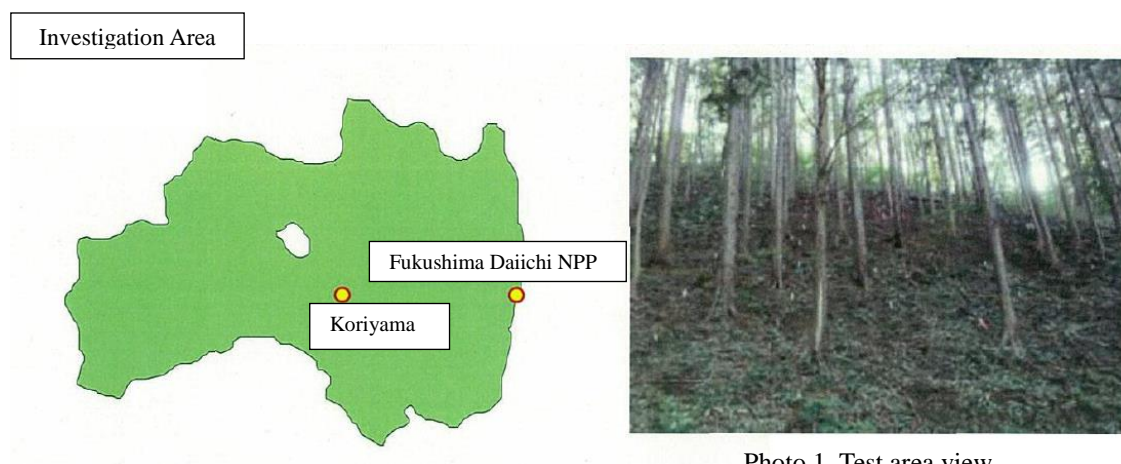 Investigation Area
Fukushima Daiichi NPP
Koriyama
Photo 1 Test area view